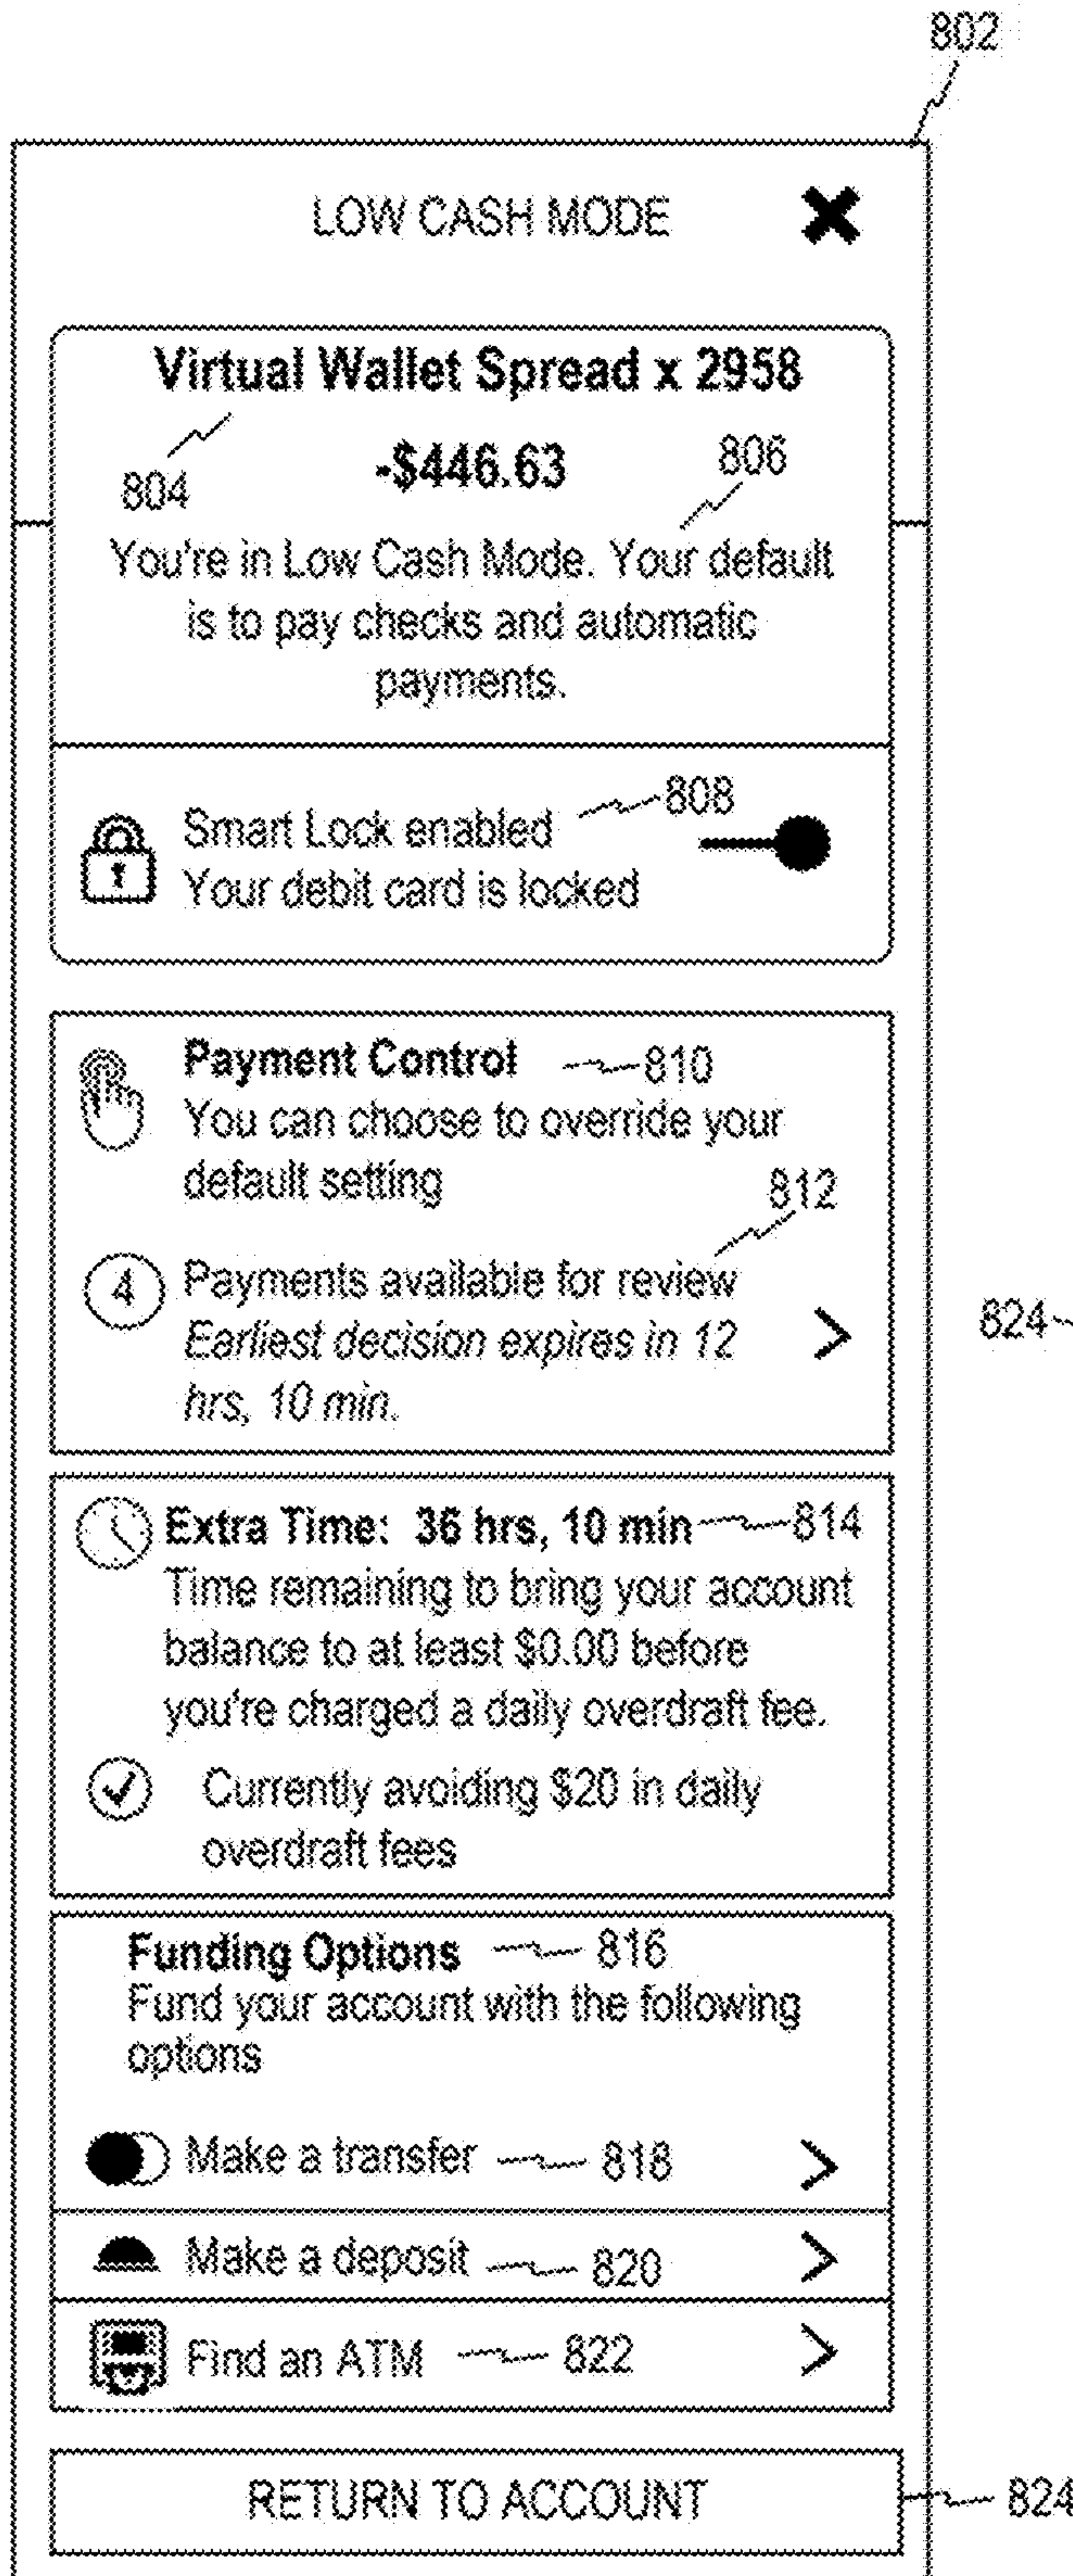 802
LOW CASH MODE
Virtual Wallet Spread x 2958
804
-$446.63
806
You're in Low Cash Mode. Your default
is to pay checks and automatic
payments.
808
Smart Lock enabled
Your debit card is locked
Payment Control
810
You can choose to override your
default setting
812
4
Payments available for review
Earliest decision expires in 12
hrs, 10 min.
824
Extra Time: 36 hrs, 10 min
814
Time remaining to bring your account
balance to at least $0.00 before
you're charged a daily overdraft fee.
Currently avoiding $20 in daily
overdraft fees
Funding Options
816
Fund your account with the following
options
Make a transfer
818
Make a deposit
820
Find an ATM
822
RETURN TO ACCOUNT
824